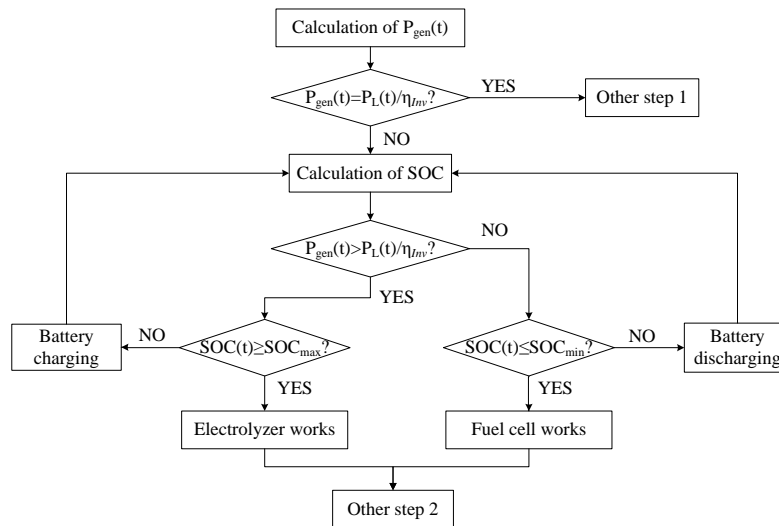 Calculation of P_gen(t)
P_gen(t)=P_L(t)/η_Inv?
YES
Other step 1
NO
Calculation of SOC
P_gen(t)>P_L(t)/η_Inv?
NO
YES
Battery
charging
NO
SOC(t)≥SOC_max?
SOC(t)≤SOC_min?
NO
Battery
discharging
YES
YES
Electrolyzer works
Fuel cell works
Other step 2